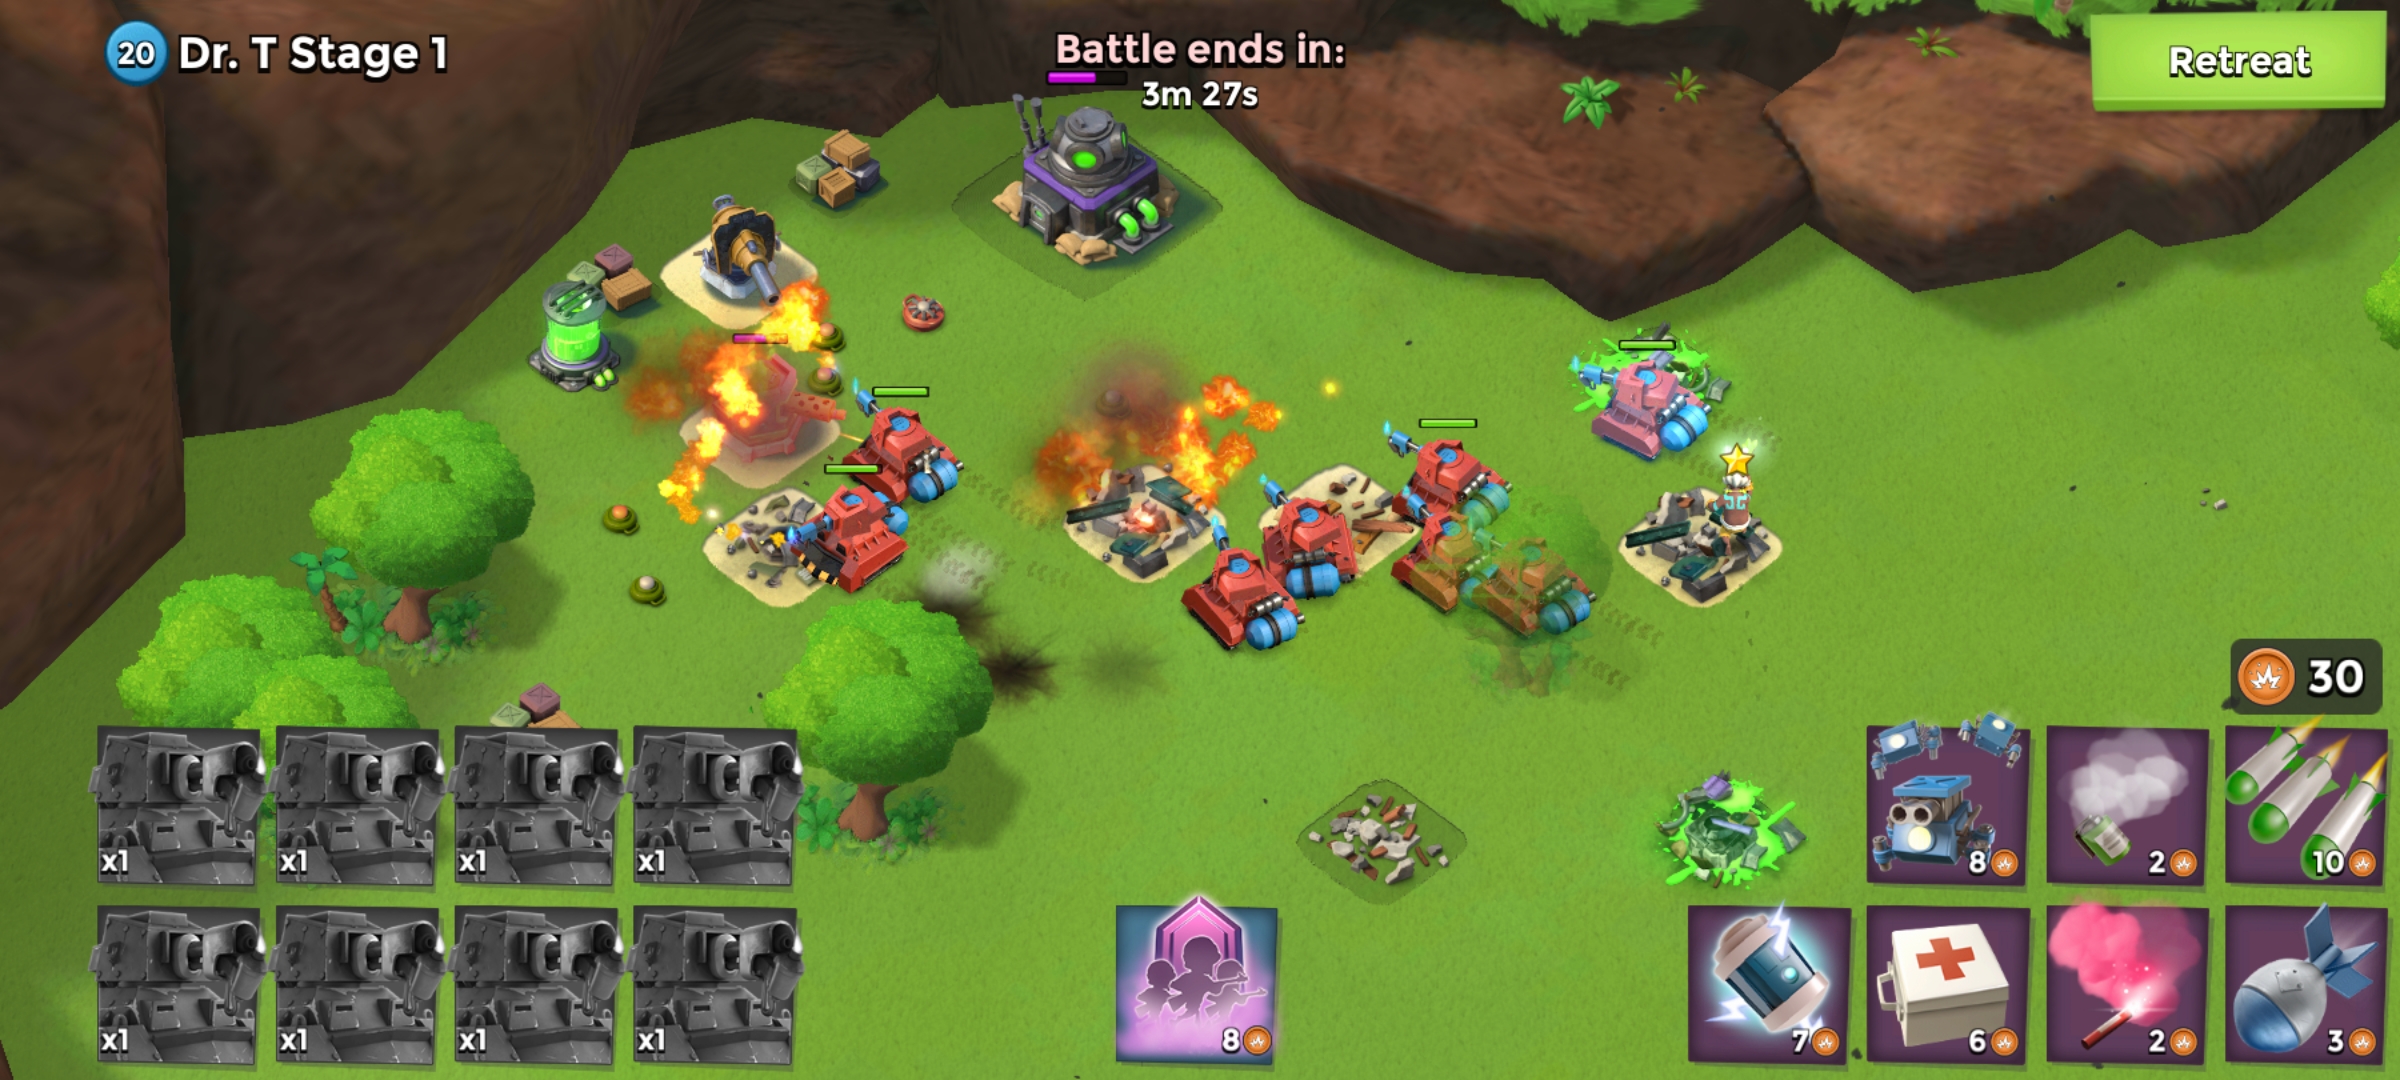 20 Dr. T Stage 1
Battle ends in:
3m 27s
Retreat
30
x1 x1 x1 x1
8 2 10
x1 x1 x1 x1
8
7 6 2 3